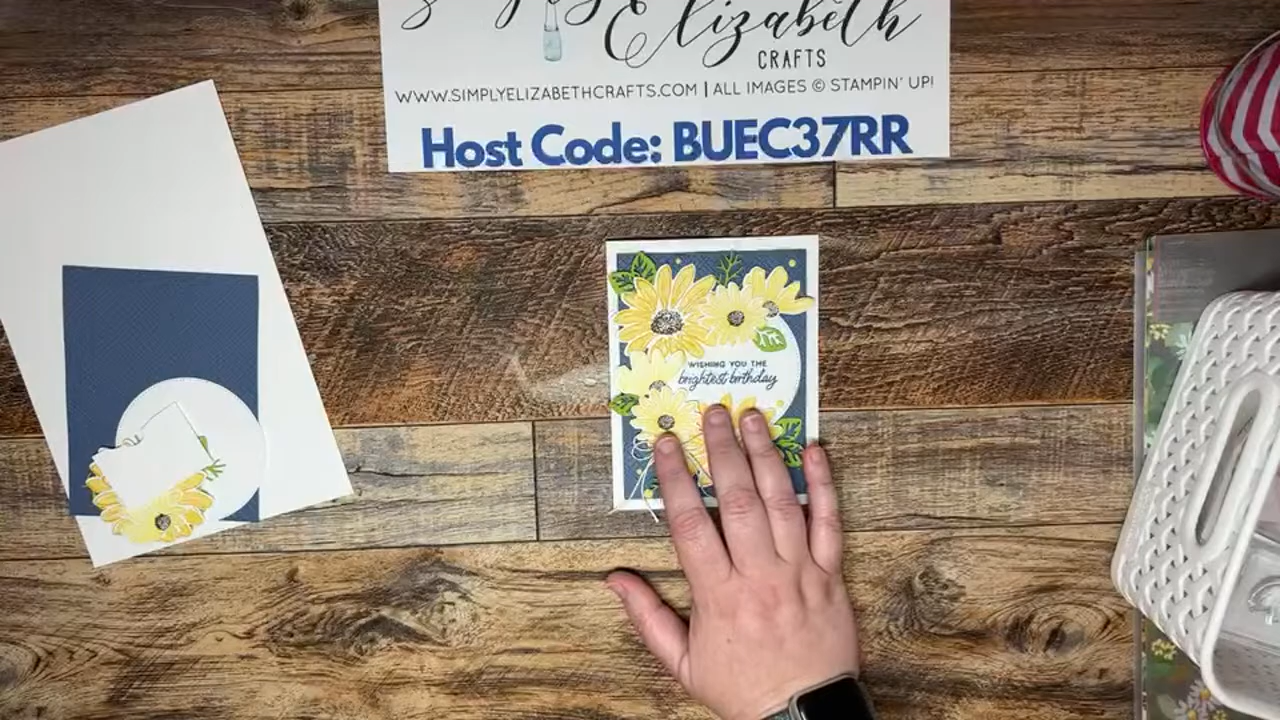 Elizabeth
CRAFTS
WWW.SIMPLYELIZABETHCRAFTS.COM | ALL IMAGES © STAMPIN' UP!
Host Code: BUEC37RR
WISHING YOU THE
brightest birthday